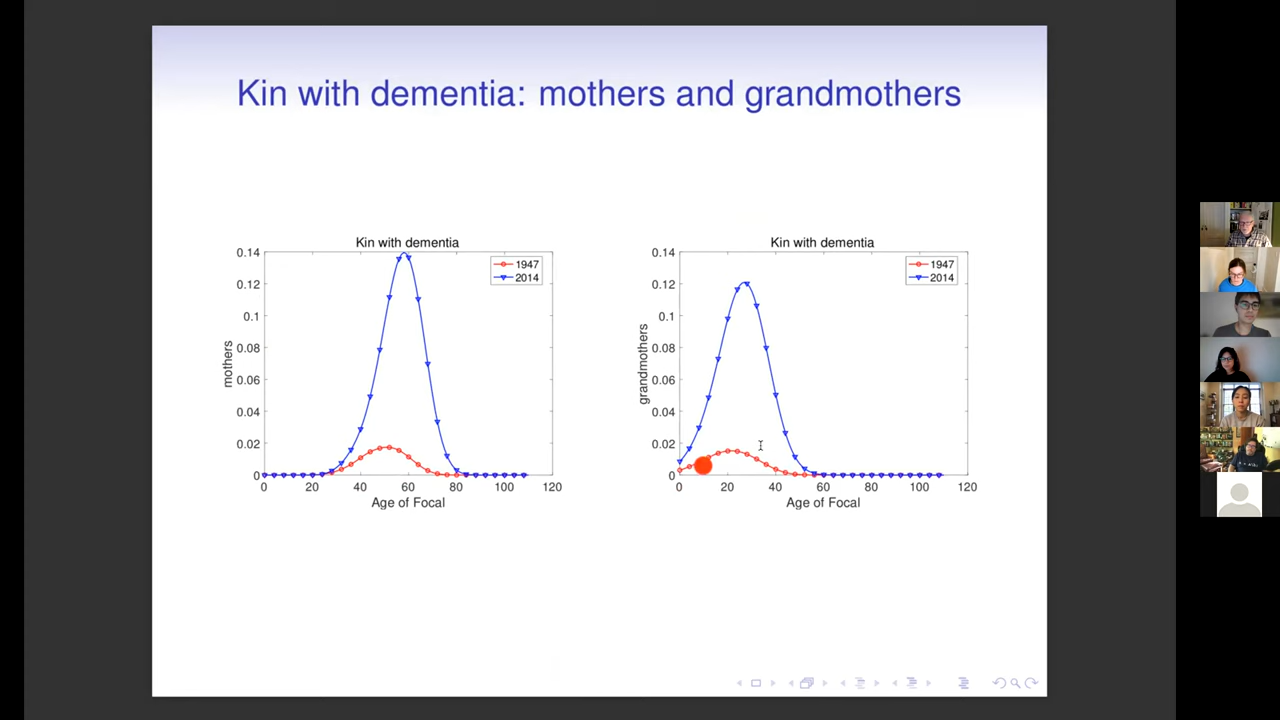 Kin with dementia: mothers and grandmothers
Kin with dementia
0.14
0.12
0.1
0.08
0.06
0.04
0.02
0
mothers
1947
2014
0 20 40 60 80 100 120
Age of Focal
Kin with dementia
0.14
0.12
0.1
0.08
0.06
0.04
0.02
0
grandmothers
1947
2014
0 20 40 60 80 100 120
Age of Focal